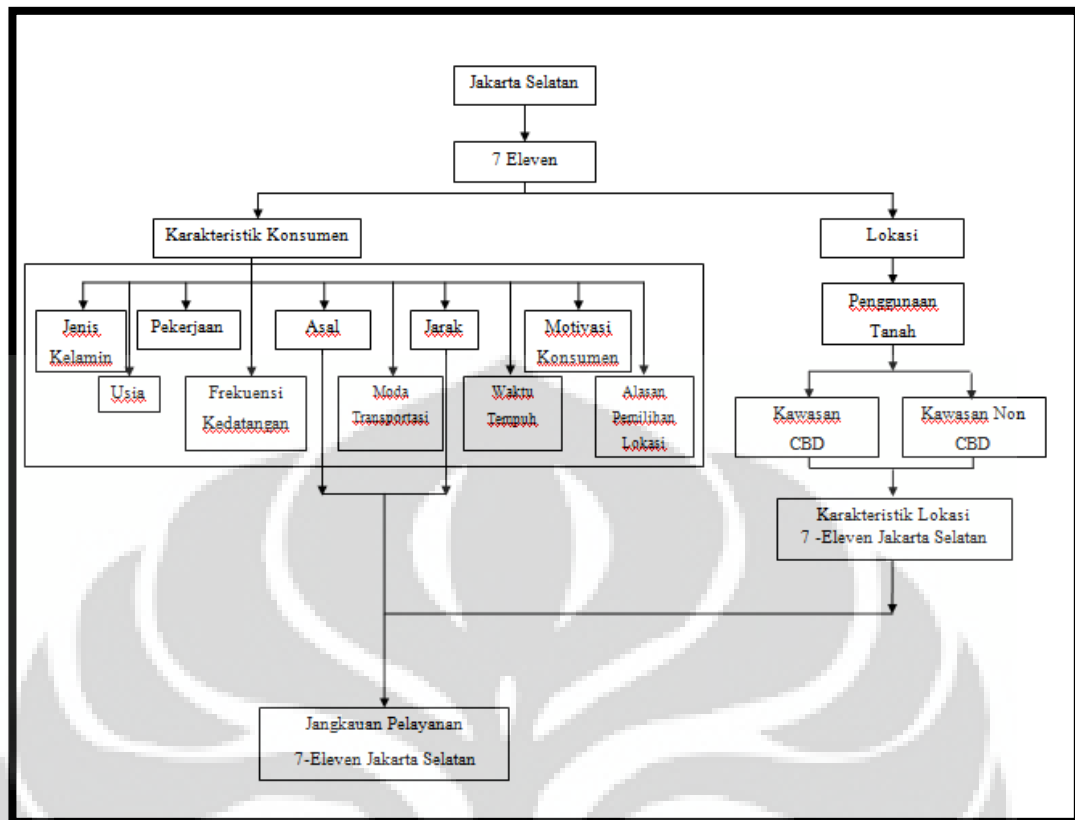 Jakarta Selatan
7 Eleven
Karakteristik Konsumen
Lokasi
Jenis
Kelamin
Pekerjaan
Asal
Jarak
Motivasi
Konsumen
Usia
Frekuensi
Kedatangan
Moda
Transportasi
Waktu
Tempuh
Alasan
Pemilihan
Lokasi
Penggunaan
Tanah
Kawasan
CBD
Kawasan Non
CBD
Karakteristik Lokasi
7 -Eleven Jakarta Selatan
Jangkauan Pelayanan
7-Eleven Jakarta Selatan